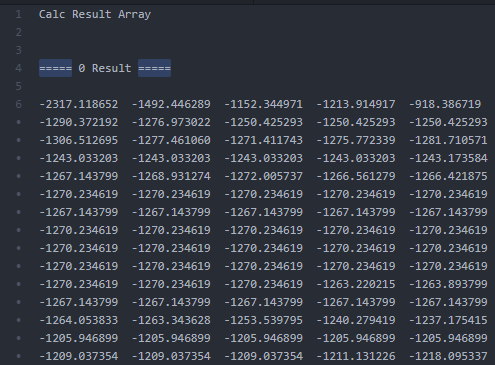 1 Calc Result Array
2
3
4 ===== 0 Result =====
5
6 -2317.118652 -1492.446289 -1152.344971 -1213.914917 -918.386719
• -1290.372192 -1276.973022 -1250.425293 -1250.425293 -1250.425293
• -1306.512695 -1277.461060 -1271.411743 -1275.772339 -1281.710571
• -1243.033203 -1243.033203 -1243.033203 -1243.033203 -1243.173584
• -1267.143799 -1268.931274 -1272.005737 -1266.561279 -1266.421875
• -1270.234619 -1270.234619 -1270.234619 -1270.234619 -1270.234619
• -1267.143799 -1267.143799 -1267.143799 -1267.143799 -1267.143799
• -1270.234619 -1270.234619 -1270.234619 -1270.234619 -1270.234619
• -1270.234619 -1270.234619 -1270.234619 -1270.234619 -1270.234619
• -1270.234619 -1270.234619 -1270.234619 -1270.234619 -1270.234619
• -1270.234619 -1270.234619 -1270.234619 -1263.220215 -1263.893799
• -1267.143799 -1267.143799 -1267.143799 -1267.143799 -1267.143799
• -1264.053833 -1263.343628 -1253.539795 -1240.279419 -1237.175415
• -1205.946899 -1205.946899 -1205.946899 -1205.946899 -1205.946899
• -1209.037354 -1209.037354 -1209.037354 -1211.131226 -1218.095337